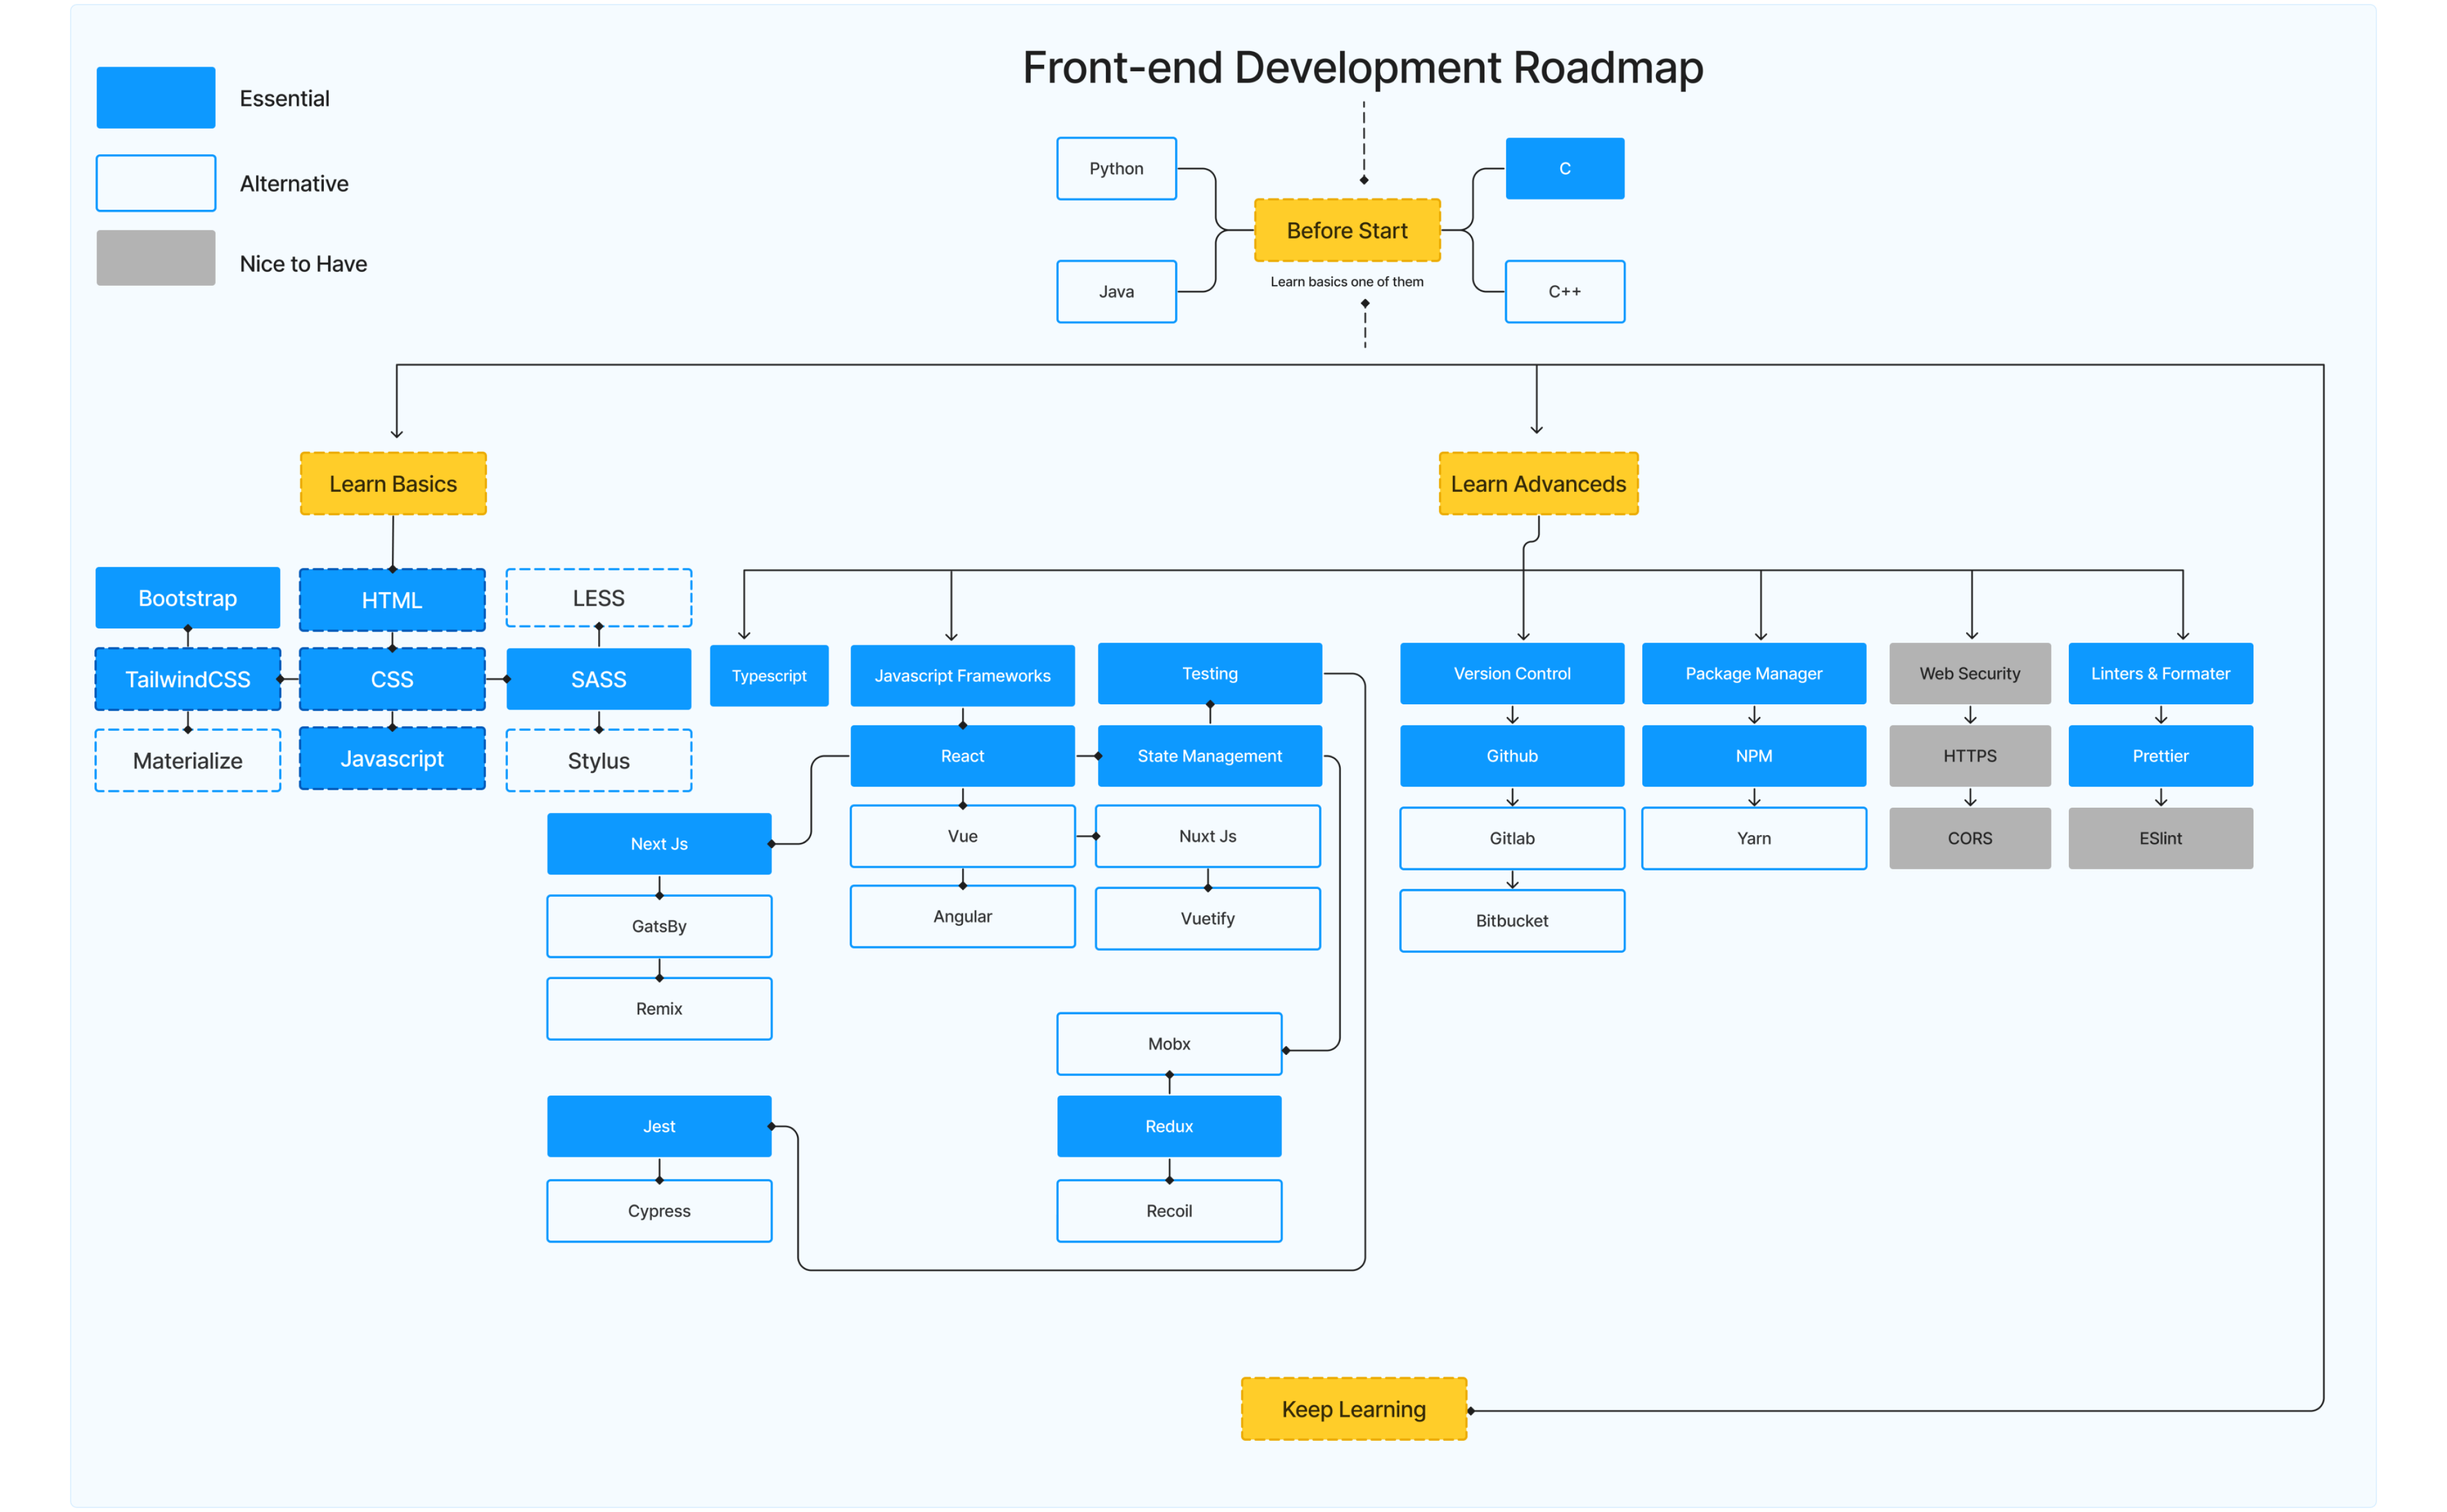 Front-end Development Roadmap
Essential
Alternative
Nice to Have
Python
C
Before Start
Learn basics one of them
Java
C++
Learn Basics
Learn Advanceds
Bootstrap
HTML
LESS
TailwindCSS
CSS
SASS
Materialize
Javascript
Stylus
Typescript
Javascript Frameworks
Testing
Version Control
Package Manager
Web Security
Linters & Formater
React
State Management
Github
NPM
HTTPS
Prettier
Next Js
Vue
Nuxt Js
Gitlab
Yarn
CORS
ESlint
GatsBy
Angular
Vuetify
Bitbucket
Remix
Mobx
Jest
Redux
Cypress
Recoil
Keep Learning